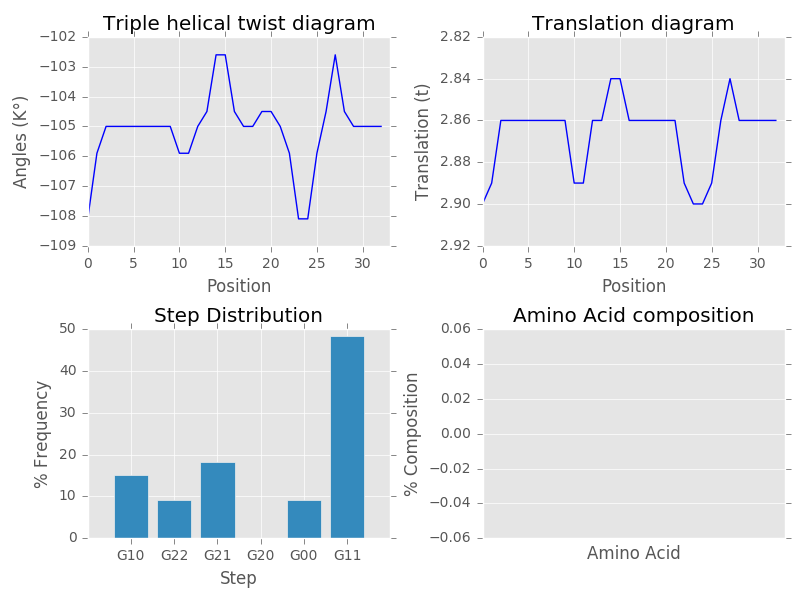 Triple helical twist diagram
−102
−103
−104
−105
−106
−107
−108
−109
Angles (K°)
0 5 10 15 20 25 30
Position
Translation diagram
2.82
2.84
2.86
2.88
2.90
2.92
Translation (t)
0 5 10 15 20 25 30
Position
Step Distribution
50
40
30
20
10
0
% Frequency
G10 G22 G21 G20 G00 G11
Step
Amino Acid composition
0.06
0.04
0.02
0.00
−0.02
−0.04
−0.06
% Composition
Amino Acid